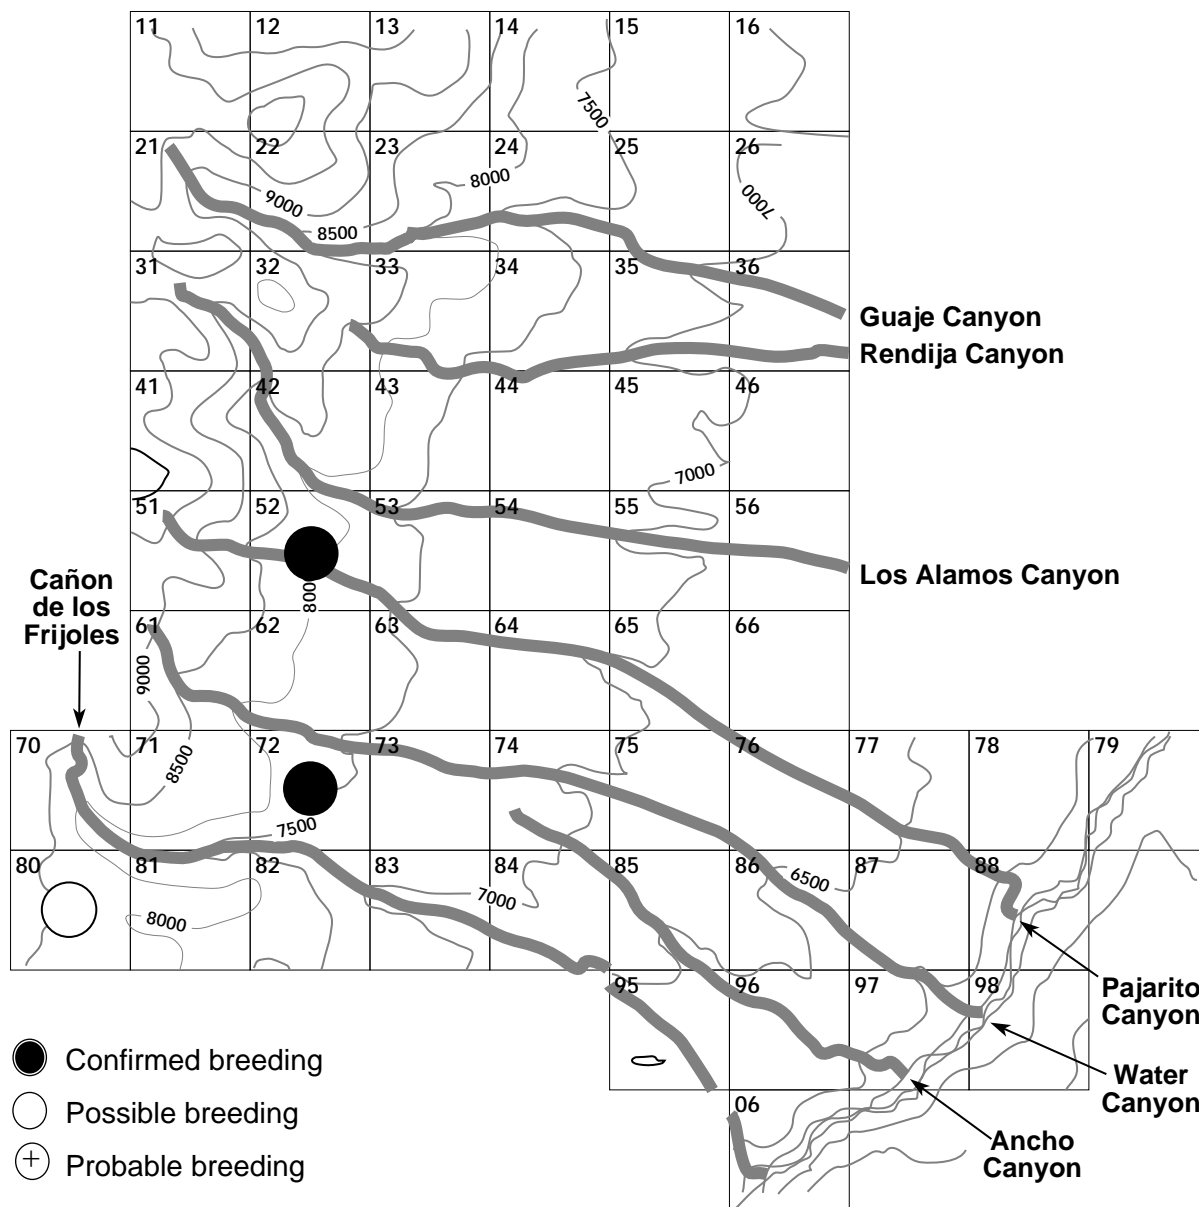 11 12 13 14 15 16
7500
21 22 23 24 25 26
8000
9000
7000
8500
31 32 33 34 35 36
Guaje Canyon
Rendija Canyon
41 42 43 44 45 46
7000
51 52 53 54 55 56
Los Alamos Canyon
Cañon
de los
Frijoles
800
61 62 63 64 65 66
9000
70 71 72 73 74 75 76 77 78 79
8500
7500
80 81 82 83 84 85 86 87 88
6500
7000
8000
95 96 97 98
Pajarito
Canyon
Water
Canyon
06
Ancho
Canyon
Confirmed breeding
Possible breeding
Probable breeding